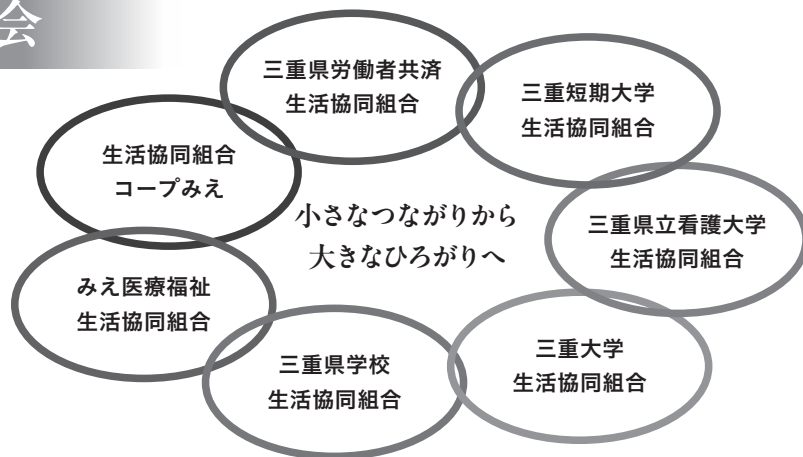 会
三重県労働者共済
生活協同組合
三重短期大学
生活協同組合
生活協同組合
コープみえ
小さなつながりから
大きなひろがりへ
三重県立看護大学
生活協同組合
みえ医療福祉
生活協同組合
三重県学校
生活協同組合
三重大学
生活協同組合